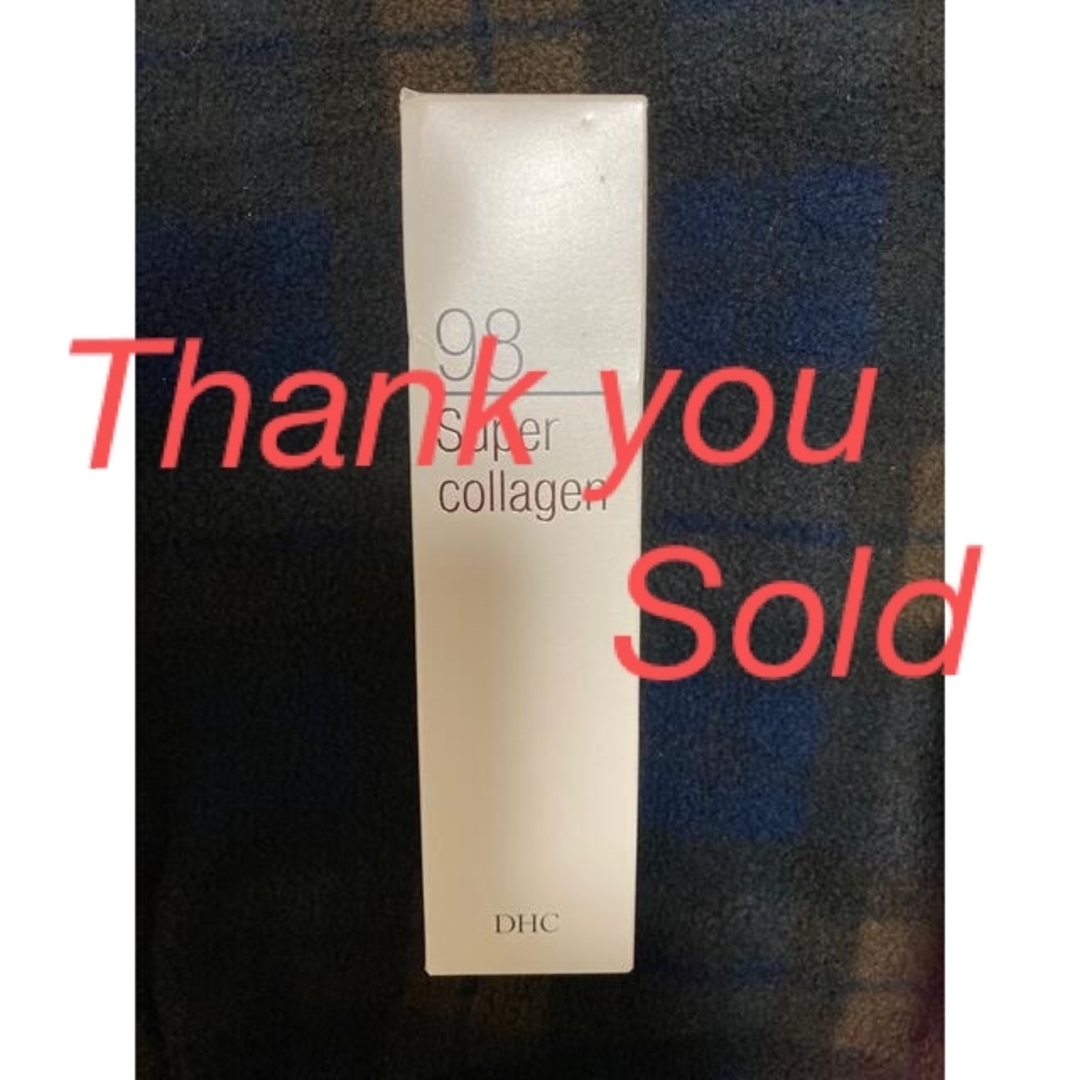 98
Super
collagen
Thank you
Sold
DHC